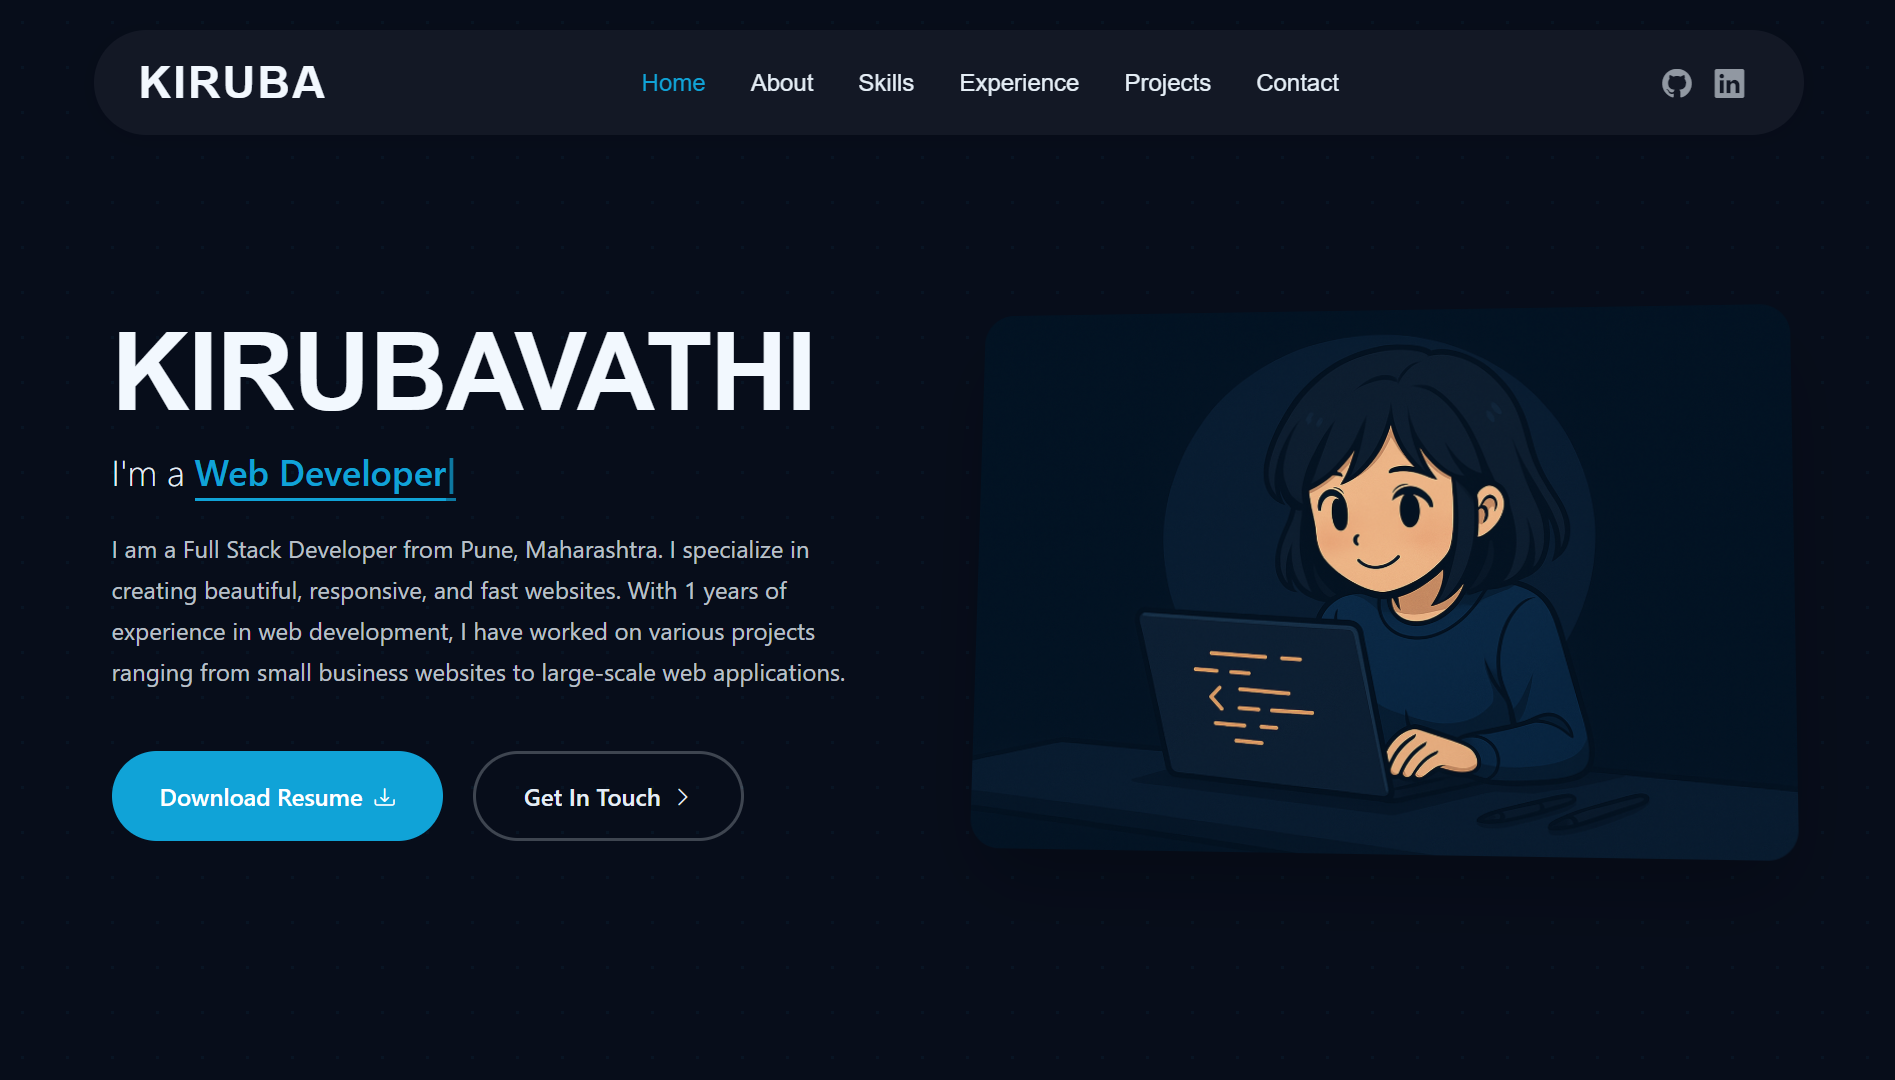 KIRUBA
Home
About
Skills
Experience
Projects
Contact
in
KIRUBAVATHI
I'm a Web Developer|
I am a Full Stack Developer from Pune, Maharashtra. I specialize in
creating beautiful, responsive, and fast websites. With 1 years of
experience in web development, I have worked on various projects
ranging from small business websites to large-scale web applications.
Download Resume
Get In Touch